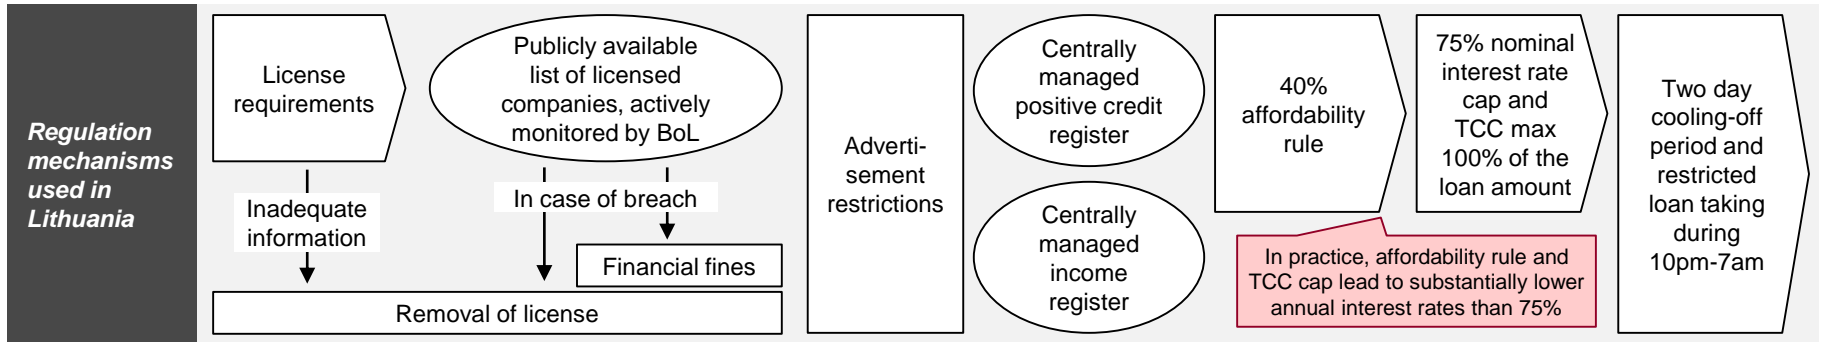 Regulation
mechanisms
used in
Lithuania
License
requirements
Publicly available
list of licensed
companies, actively
monitored by BoL
Inadequate
information
In case of breach
Financial fines
Removal of license
Adverti-
sement
restrictions
Centrally
managed
positive credit
register
Centrally
managed
income
register
40%
affordability
rule
75% nominal
interest rate
cap and
TCC max
100% of the
loan amount
In practice, affordability rule and
TCC cap lead to substantially lower
annual interest rates than 75%
Two day
cooling-off
period and
restricted
loan taking
during
10pm-7am